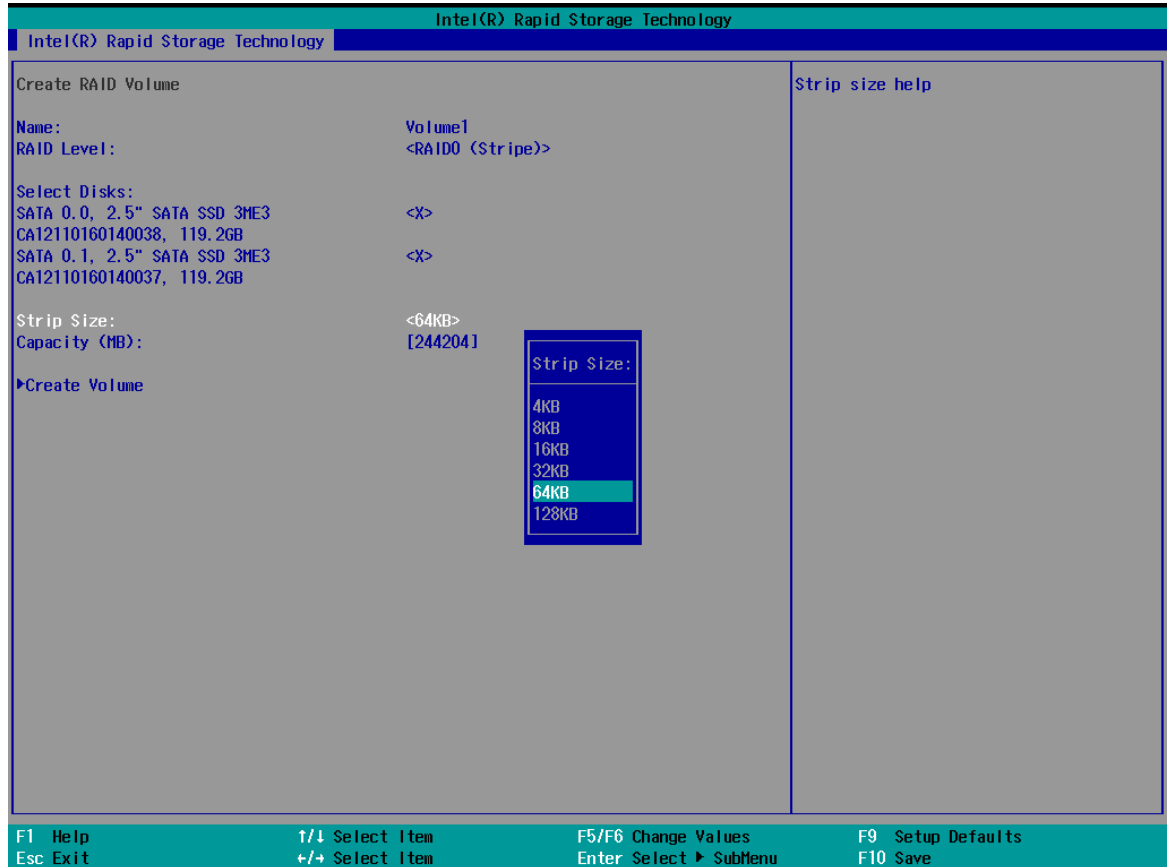 Intel(R) Rapid Storage Technology
Intel(R) Rapid Storage Technology
Create RAID Volume
Strip size help
Name: Volume1
RAID Level: <RAID0 (Stripe)>
Select Disks:
SATA 0.0, 2.5" SATA SSD 3ME3 <X>
CA12110160140038, 119.2GB
SATA 0.1, 2.5" SATA SSD 3ME3 <X>
CA12110160140037, 119.2GB
Strip Size: <64KB>
Capacity (MB): [244204]
▶Create Volume
Strip Size:
4KB
8KB
16KB
32KB
64KB
128KB
F1 Help ↑/↓ Select Item F5/F6 Change Values F9 Setup Defaults
Esc Exit ←/→ Select Item Enter Select ▶ SubMenu F10 Save